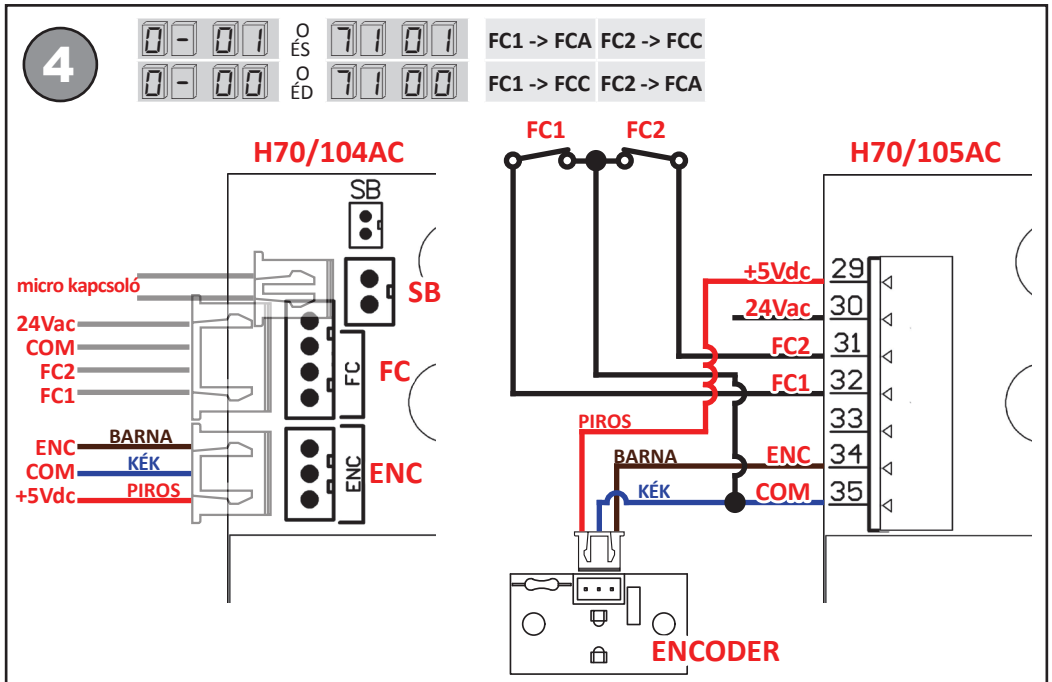 4
0- 01 O ÉS 71 01 FC1 -> FCA FC2 -> FCC
0- 00 O ÉD 71 00 FC1 -> FCC FC2 -> FCA
H70/104AC
SB
micro kapcsoló
SB
24Vac
COM
FC2
FC1
FC
FC
ENC BARNA
COM KÉK
+5Vdc PIROS
ENC
ENC
FC1 FC2
H70/105AC
+5Vdc 29
24Vac 30
FC2 31
FC1 32
PIROS 33
BARNA ENC 34
KÉK COM 35
ENCODER